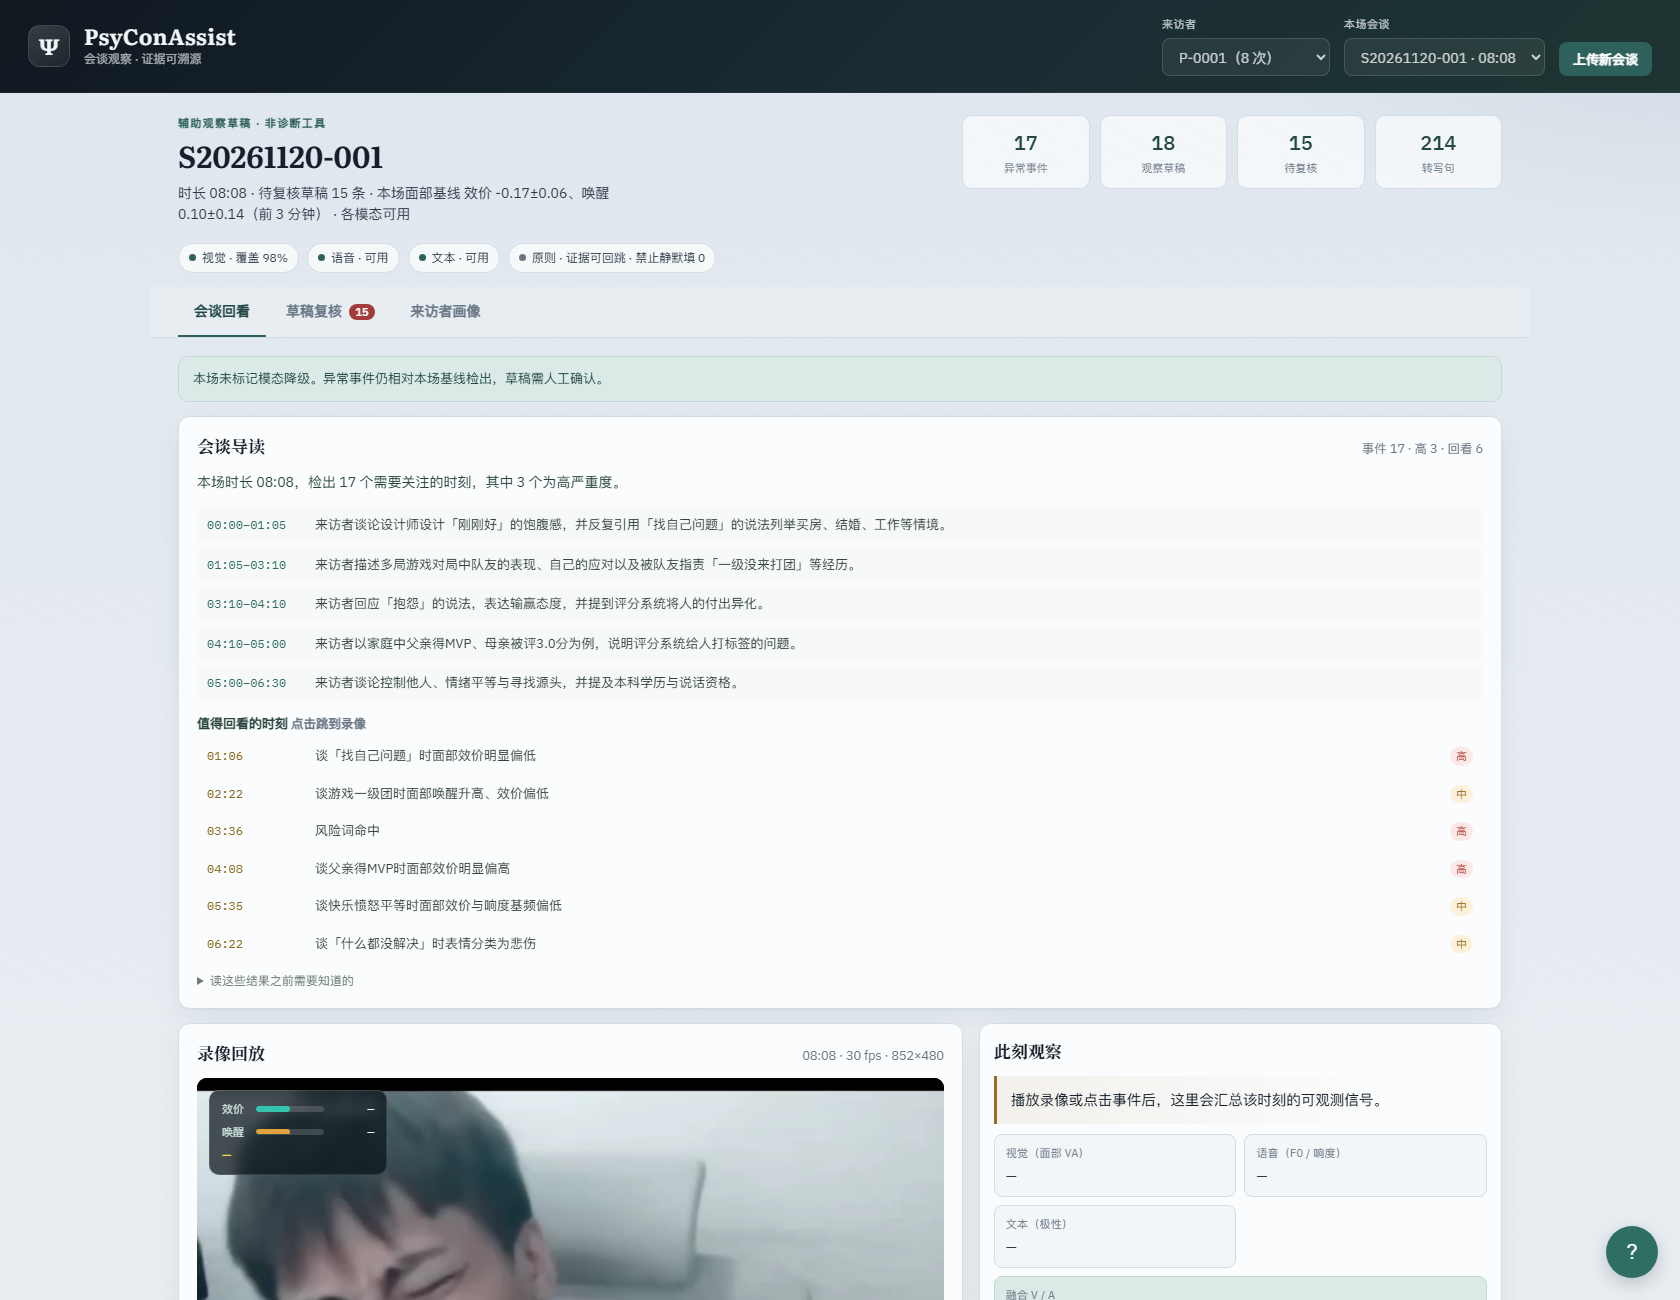 Ψ
PsyConAssist
会谈观察 · 证据可溯源
来访者
P-0001（8 次）
本场会谈
S20261120-001 · 08:08
上传新会谈
辅助观察草稿 · 非诊断工具
S20261120-001
时长 08:08 · 待复核草稿 15 条 · 本场面部基线 效价 -0.17±0.06、唤醒
0.10±0.14（前 3 分钟） · 各模态可用
17
异常事件
18
观察草稿
15
待复核
214
转写句
视觉 · 覆盖 98%
语音 · 可用
文本 · 可用
原则 · 证据可回跳 · 禁止静默填 0
会谈回看
草稿复核 15
来访者画像
本场未标记模态降级。异常事件仍相对本场基线检出，草稿需人工确认。
会谈导读
事件 17 · 高 3 · 回看 6
本场时长 08:08，检出 17 个需要关注的时刻，其中 3 个为高严重度。
00:00–01:05 来访者谈论设计师设计「刚刚好」的饱腹感，并反复引用「找自己问题」的说法列举买房、结婚、工作等情境。
01:05–03:10 来访者描述多局游戏对局中队友的表现、自己的应对以及被队友指责「一级没来打团」等经历。
03:10–04:10 来访者回应「抱怨」的说法，表达输赢态度，并提到评分系统将人的付出异化。
04:10–05:00 来访者以家庭中父亲得MVP、母亲被评3.0分为例，说明评分系统给人打标签的问题。
05:00–06:30 来访者谈论控制他人、情绪平等与寻找源头，并提及本科学历与说话资格。
值得回看的时刻 点击跳到录像
01:06 谈「找自己问题」时面部效价明显偏低 高
02:22 谈游戏一级团时面部唤醒升高、效价偏低 中
03:36 风险词命中 高
04:08 谈父亲得MVP时面部效价明显偏高 高
05:35 谈快乐愤怒平等时面部效价与响度基频偏低 中
06:22 谈「什么都没解决」时表情分类为悲伤 中
▶ 读这些结果之前需要知道的
录像回放
08:08 · 30 fps · 852×480
效价 —
唤醒 —
—
此刻观察
播放录像或点击事件后，这里会汇总该时刻的可观测信号。
视觉（面部 VA）
—
语音（F0 / 响度）
—
文本（极性）
—
融合 V / A
?